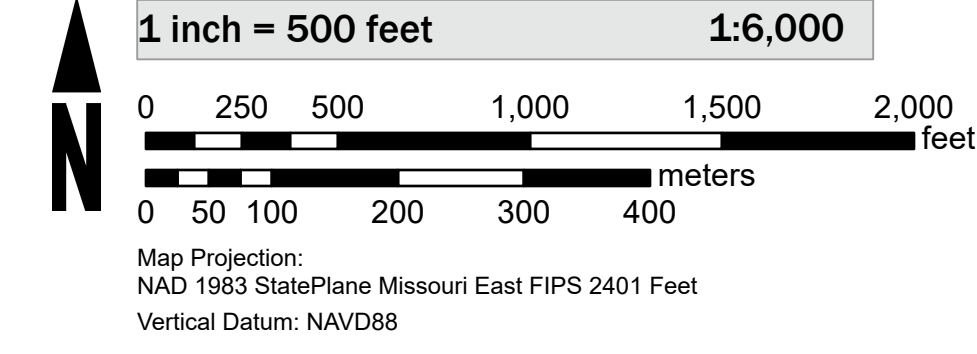 1 inch = 500 feet 1:6,000
0 250 500 1,000 1,500 2,000
feet
meters
0 50 100 200 300 400
N
Map Projection:
NAD 1983 StatePlane Missouri East FIPS 2401 Feet
Vertical Datum: NAVD88